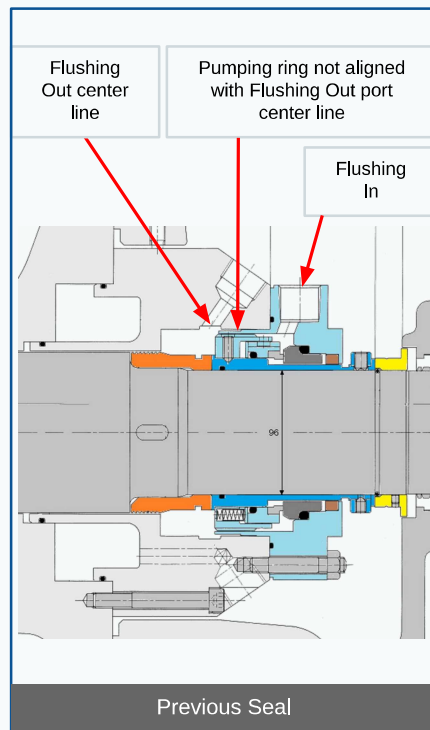 Flushing
Out center
line
Pumping ring not aligned
with Flushing Out port
center line
Flushing
In
96
Previous Seal